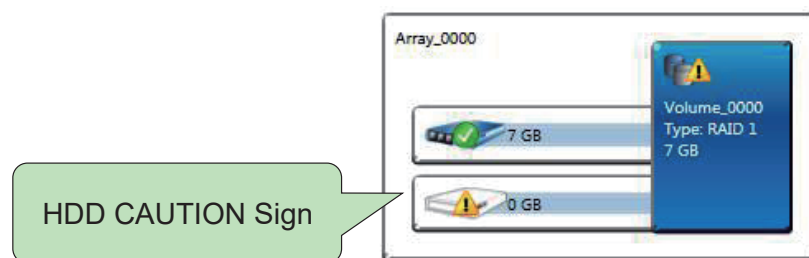 Array_0000
Volume_0000
Type: RAID 1
7 GB
7 GB
0 GB
HDD CAUTION Sign